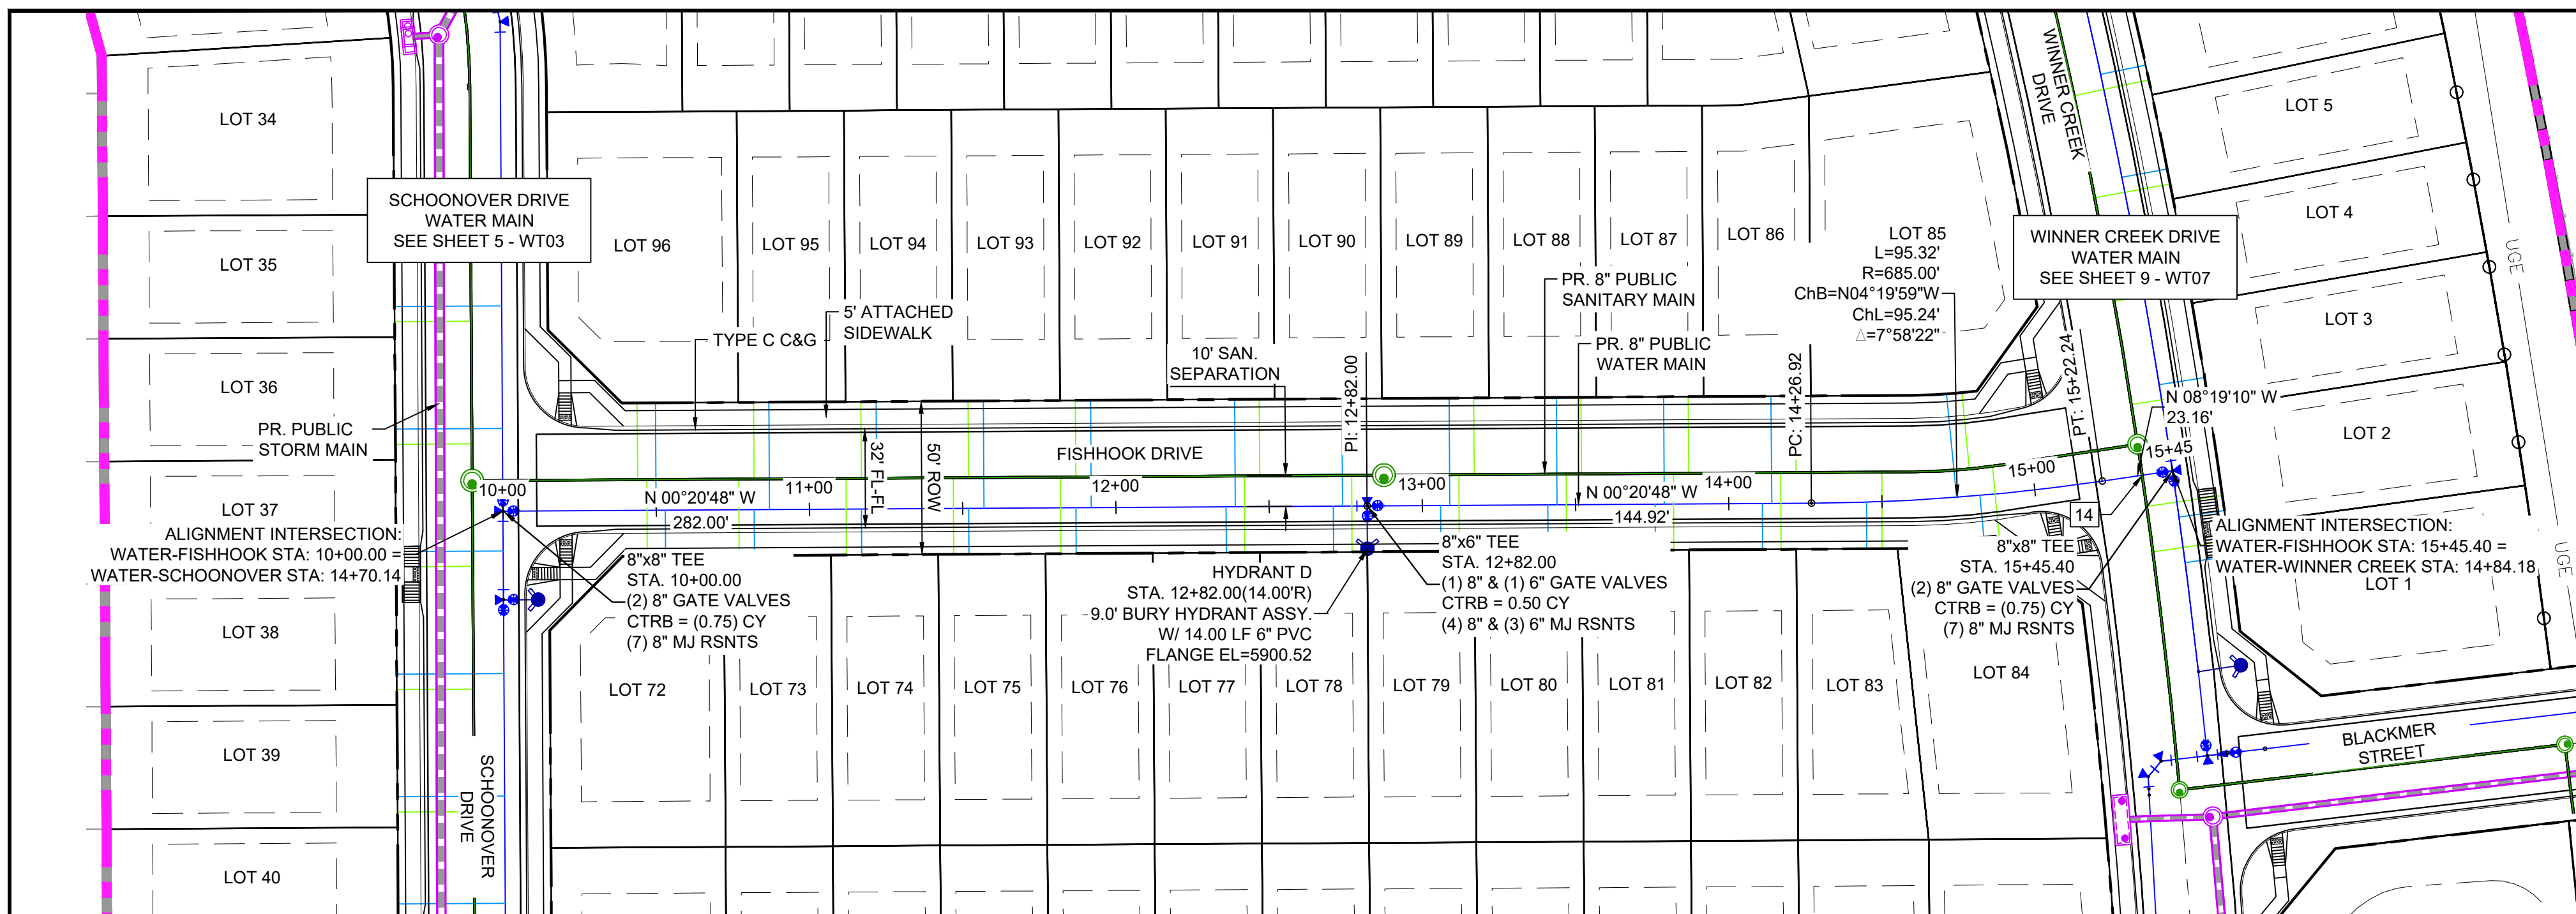 LOT 34
LOT 35
LOT 36
LOT 37
LOT 38
LOT 39
LOT 40
SCHOONOVER DRIVE
WATER MAIN
SEE SHEET 5 - WT03
PR. PUBLIC
STORM MAIN
ALIGNMENT INTERSECTION:
WATER-FISHHOOK STA: 10+00.00 =
WATER-SCHOONOVER STA: 14+70.14
SCHOONOVER
DRIVE
LOT 96
LOT 95
LOT 94
LOT 93
LOT 92
LOT 91
LOT 90
LOT 89
LOT 88
LOT 87
LOT 86
LOT 85
L=95.32'
R=685.00'
ChB=N04°19'59"W
ChL=95.24'
△=7°58'22"
TYPE C C&G
5' ATTACHED
SIDEWALK
10' SAN.
SEPARATION
PR. 8" PUBLIC
SANITARY MAIN
PR. 8" PUBLIC
WATER MAIN
PI: 12+82.00
PC: 14+26.92
PT: 15+22.24
32' FL-FL
50' ROW
FISHHOOK DRIVE
10+00
11+00
12+00
13+00
14+00
15+00
15+45
N 00°20'48" W
282.00'
N 00°20'48" W
144.92'
N 08°19'10" W
23.16'
14
8"x8" TEE
STA. 10+00.00
(2) 8" GATE VALVES
CTRB = (0.75) CY
(7) 8" MJ RSNTS
HYDRANT D
STA. 12+82.00(14.00'R)
9.0' BURY HYDRANT ASSY.
W/ 14.00 LF 6" PVC
FLANGE EL=5900.52
8"x6" TEE
STA. 12+82.00
(1) 8" & (1) 6" GATE VALVES
CTRB = 0.50 CY
(4) 8" & (3) 6" MJ RSNTS
8"x8" TEE
STA. 15+45.40
(2) 8" GATE VALVES
CTRB = (0.75) CY
(7) 8" MJ RSNTS
ALIGNMENT INTERSECTION:
WATER-FISHHOOK STA: 15+45.40 =
WATER-WINNER CREEK STA: 14+84.18
LOT 72
LOT 73
LOT 74
LOT 75
LOT 76
LOT 77
LOT 78
LOT 79
LOT 80
LOT 81
LOT 82
LOT 83
LOT 84
WINNER CREEK
DRIVE
WINNER CREEK DRIVE
WATER MAIN
SEE SHEET 9 - WT07
LOT 5
LOT 4
LOT 3
LOT 2
LOT 1
UGE
UGE
BLACKMER
STREET